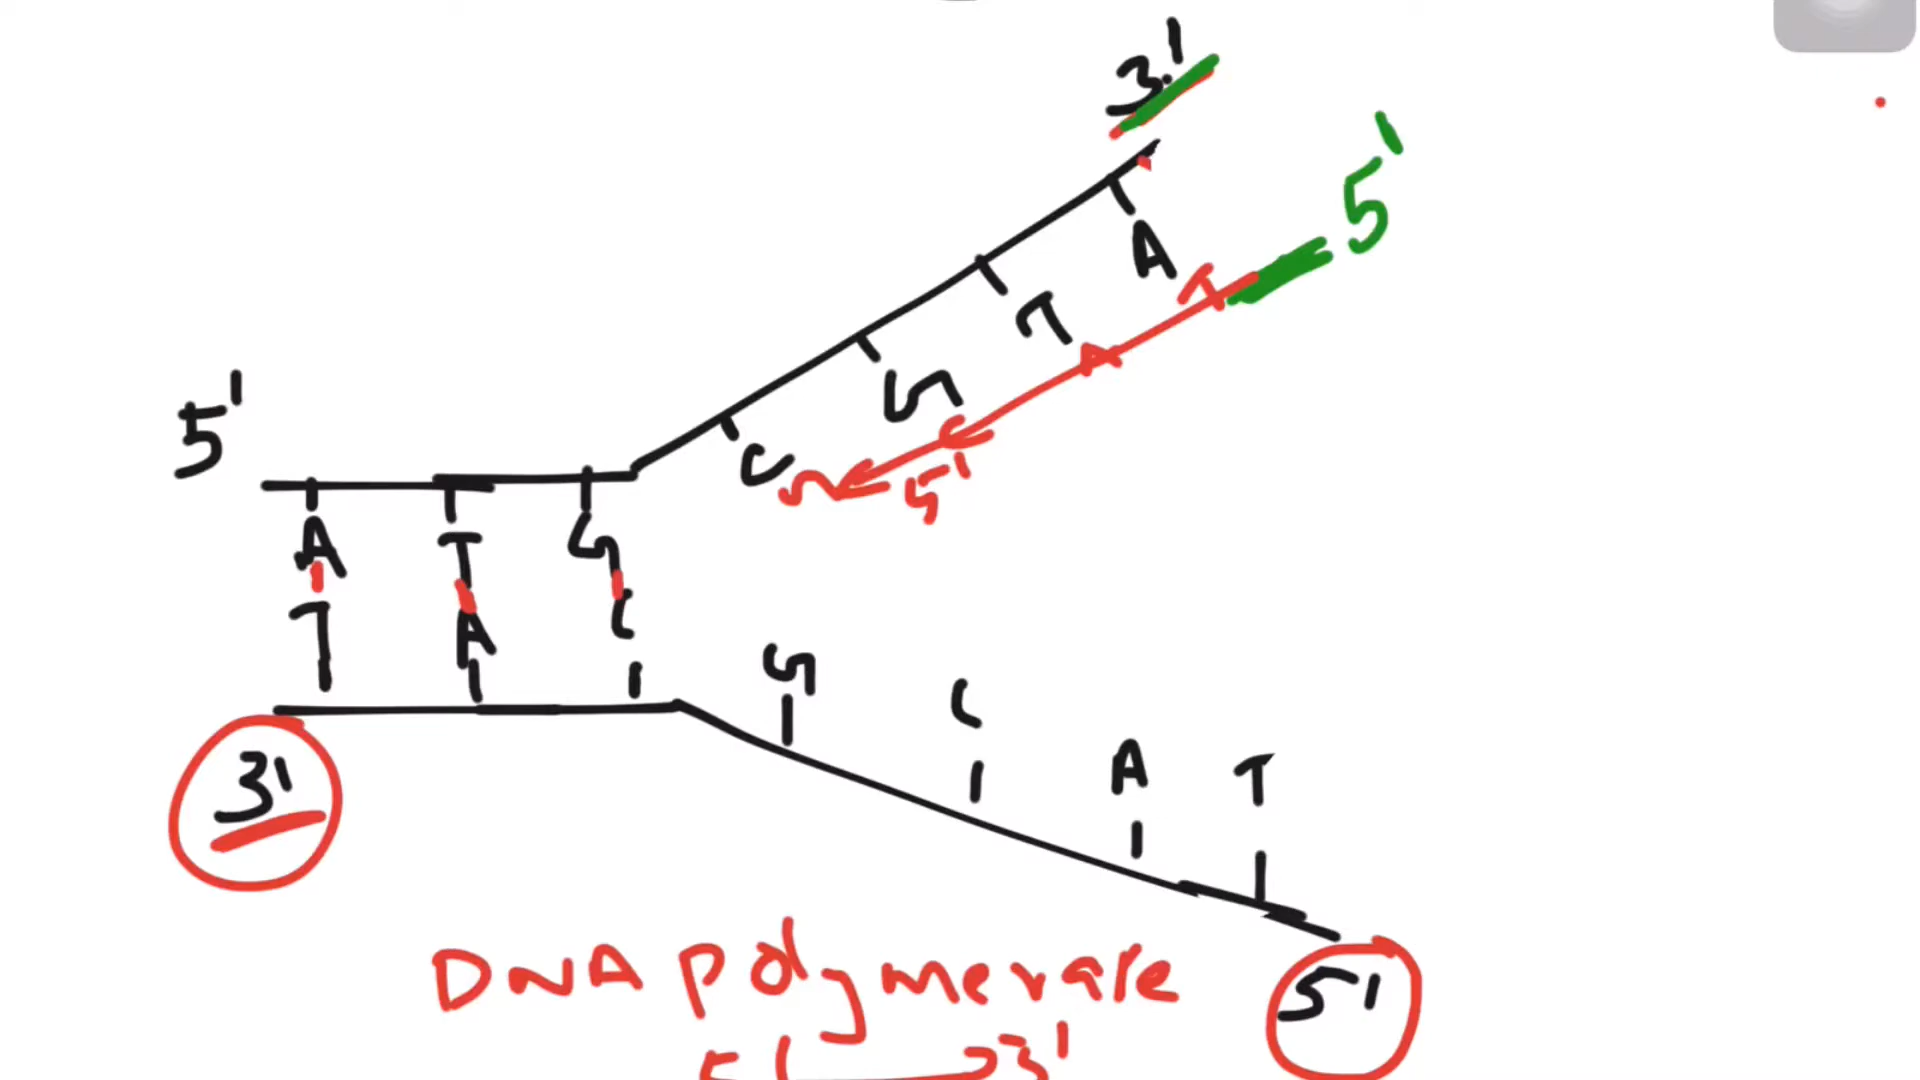 3'
5'
A
T
T
A
G
C
C
G
5'
5'
A T G
T A C
G C A T
3'
5'
DNA polymerase
5' 3'